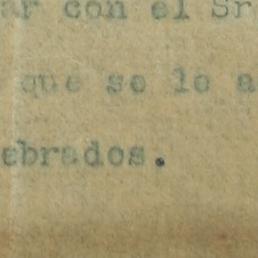 ar con el Sr
que se lo a
ebrados.